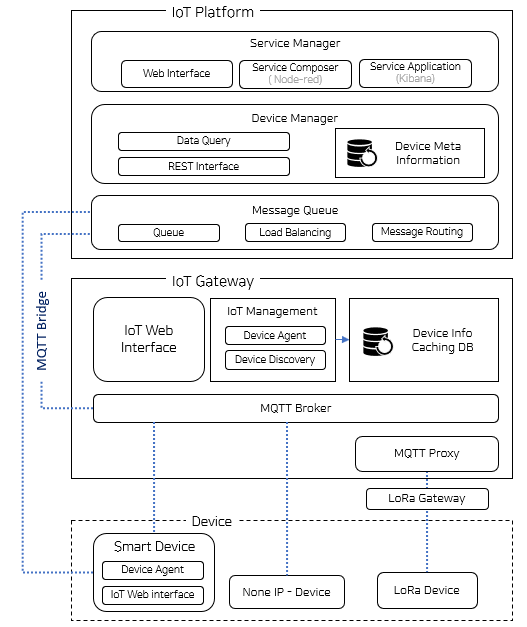 IoT Platform
Service Manager
Web Interface
Service Composer
( Node-red)
Service Application
(Kibana)
Device Manager
Data Query
REST Interface
Device Meta
Information
Message Queue
Queue
Load Balancing
Message Routing
MQTT Bridge
IoT Gateway
IoT Web
Interface
IoT Management
Device Agent
Device Discovery
Device Info
Caching DB
MQTT Broker
MQTT Proxy
LoRa Gateway
Device
Smart Device
Device Agent
IoT Web interface
None IP - Device
LoRa Device